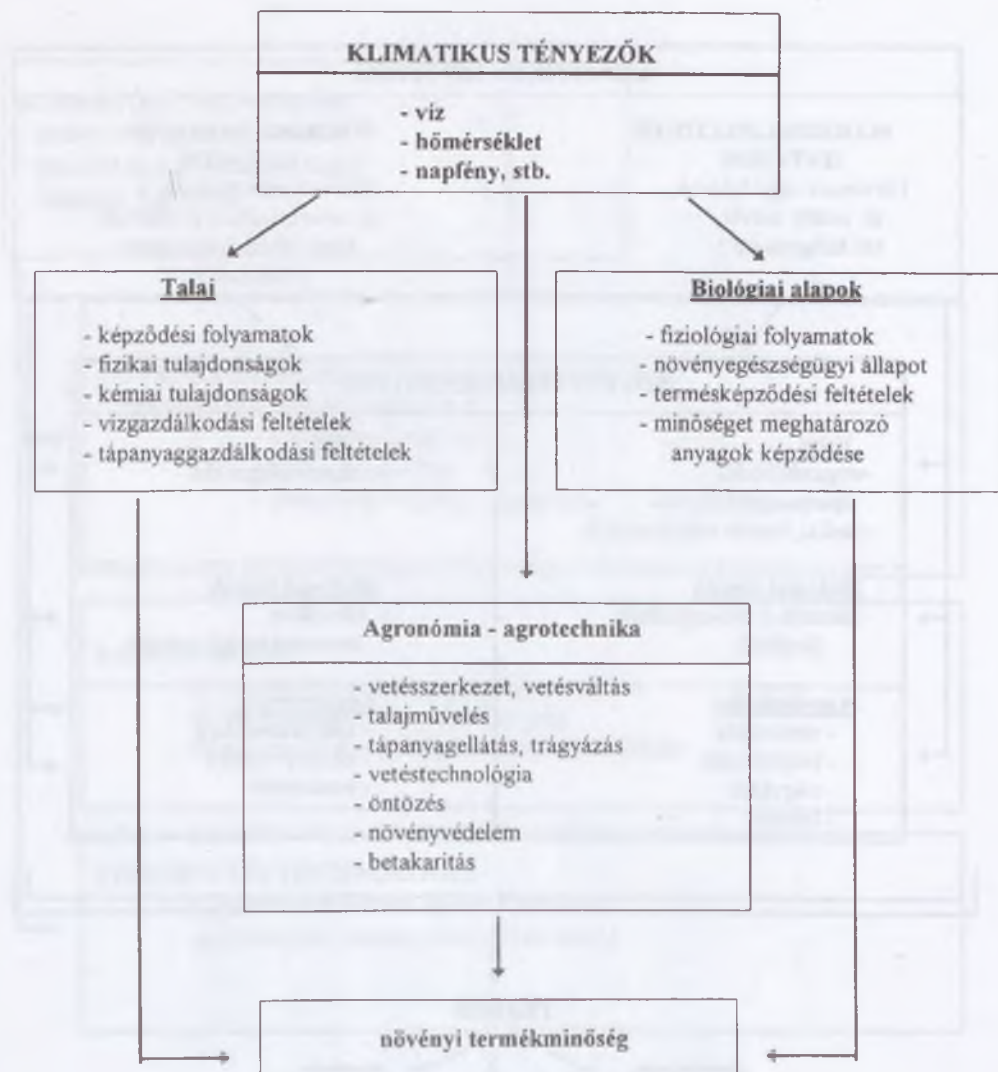 KLIMATIKUS TÉNYEZŐK
- víz
- hőmérséklet
- napfény, stb.
Talaj
- képződési folyamatok
- fizikai tulajdonságok
- kémiai tulajdonságok
- vízgazdálkodási feltételek
- tápanyaggazdálkodási feltételek
Biológiai alapok
- fiziológiai folyamatok
- növényegészségügyi állapot
- termésképződési feltételek
- minőséget meghatározó
anyagok képződése
Agronómia - agrotechnika
- vetésszerkezet, vetésváltás
- talajművelés
- tápanyagellátás, trágyázás
- vetéstechnológia
- öntözés
- növényvédelem
- betakarítás
növényi termékminőség